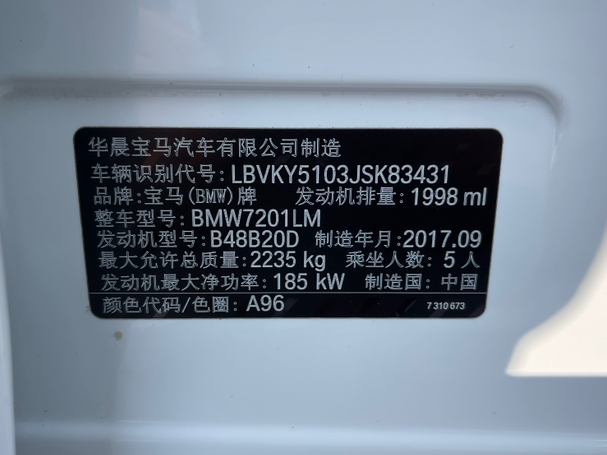 华晨宝马汽车有限公司制造
车辆识别代号: LBVKY5103JSK83431
品牌: 宝马(BMW)牌 发动机排量: 1998 ml
整车型号: BMW7201LM
发动机型号: B48B20D 制造年月: 2017.09
最大允许总质量: 2235 kg 乘坐人数: 5 人
发动机最大净功率: 185 kW 制造国: 中国
颜色代码/色圈: A96 7 310 673